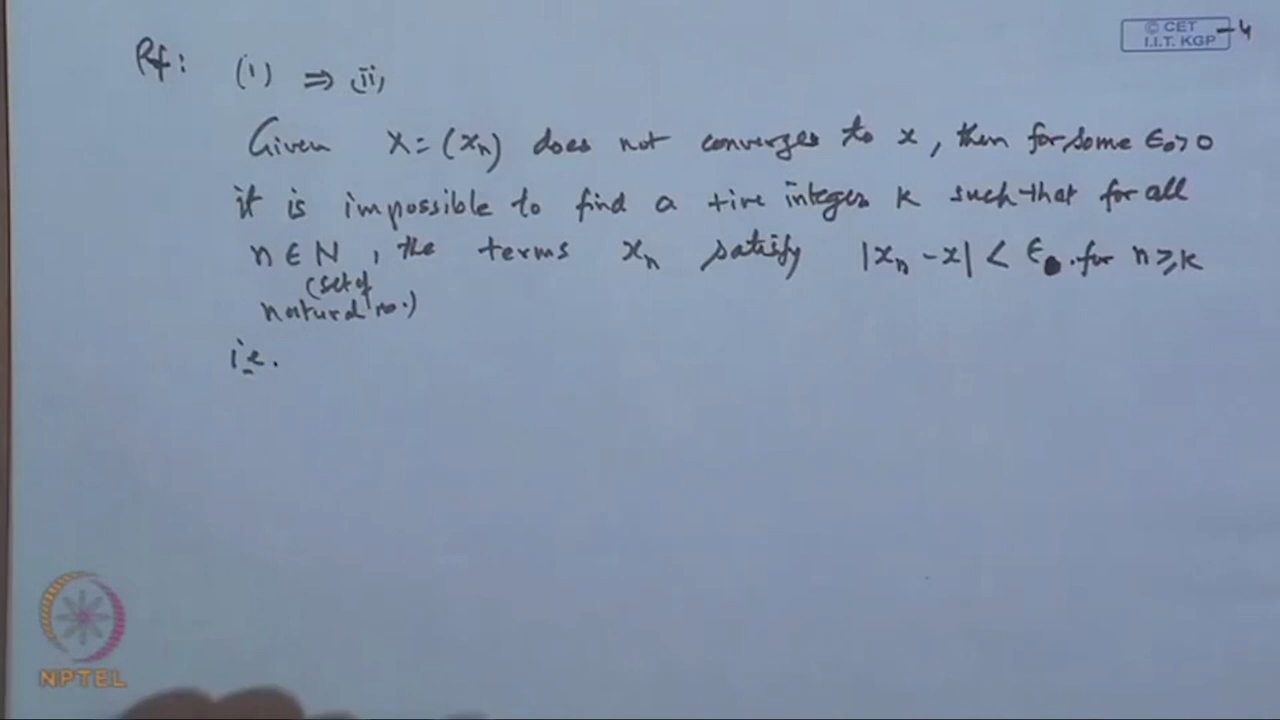 © CET
I.I.T. KGP -4
Pf: (i) ⇒ (ii)
Given X=(xn) does not converges to x, then for some ε0>0
it is impossible to find a +ive integer k such that for all
n ∈ N, the terms xn satisfy |xn - x| < ε0 . for n ≥ k
(set of
natural no.)
i.e.
NPTEL